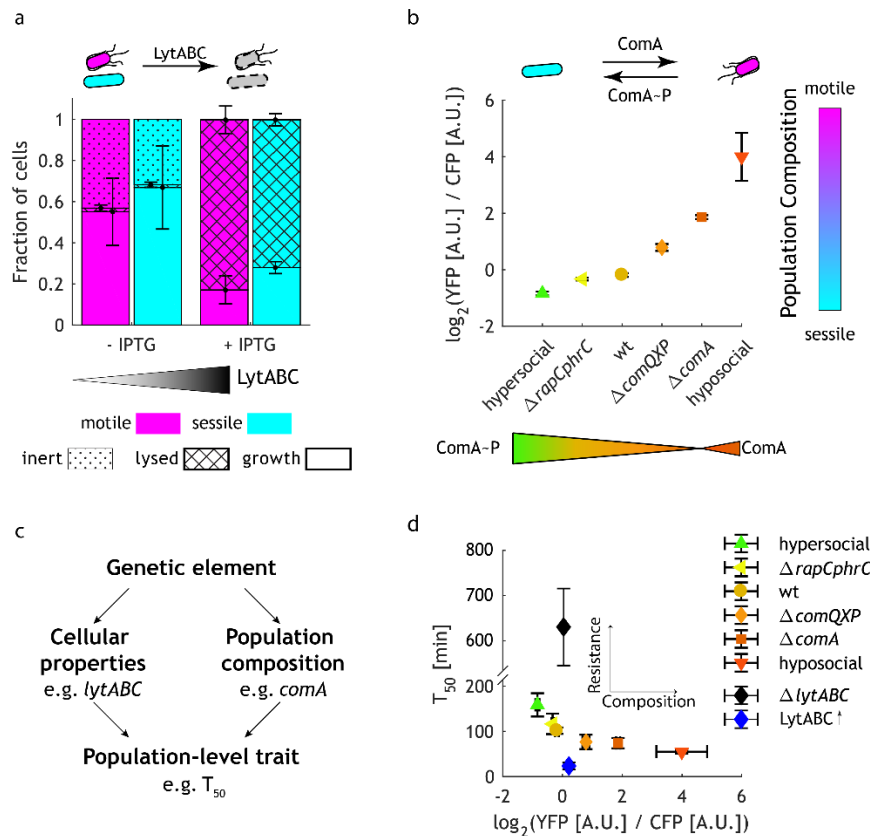 a
LytABC
Fraction of cells
1
0.8
0.6
0.4
0.2
0
- IPTG
+ IPTG
LytABC
motile
sessile
inert
lysed
growth
b
ComA
ComA~P
log2(YFP [A.U.] / CFP [A.U.])
6
4
2
0
-2
hypersocial
ΔrapCphrC
wt
ΔcomQXP
ΔcomA
hyposocial
motile
Population Composition
sessile
ComA~P
ComA
c
Genetic element
Cellular
properties
e.g. lytABC
Population
composition
e.g. comA
Population-level trait
e.g. T50
d
T50 [min]
800
700
600
200
100
0
-2
0
2
4
6
log2(YFP [A.U.] / CFP [A.U.])
Resistance
Composition
hypersocial
ΔrapCphrC
wt
ΔcomQXP
ΔcomA
hyposocial
ΔlytABC
LytABC↑